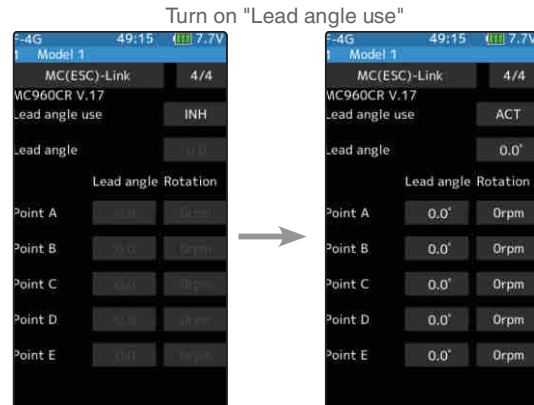 Turn on "Lead angle use"
F-4G 49:15 7.7V
1 Model 1
MC(ESC)-Link 4/4
MC960CR V.17
Lead angle use INH
Lead angle 0.0
Lead angle Rotation
Point A
Point B
Point C
Point D
Point E
F-4G 49:15 7.7V
1 Model 1
MC(ESC)-Link 4/4
MC960CR V.17
Lead angle use ACT
Lead angle 0.0°
Lead angle Rotation
Point A 0.0° 0rpm
Point B 0.0° 0rpm
Point C 0.0° 0rpm
Point D 0.0° 0rpm
Point E 0.0° 0rpm